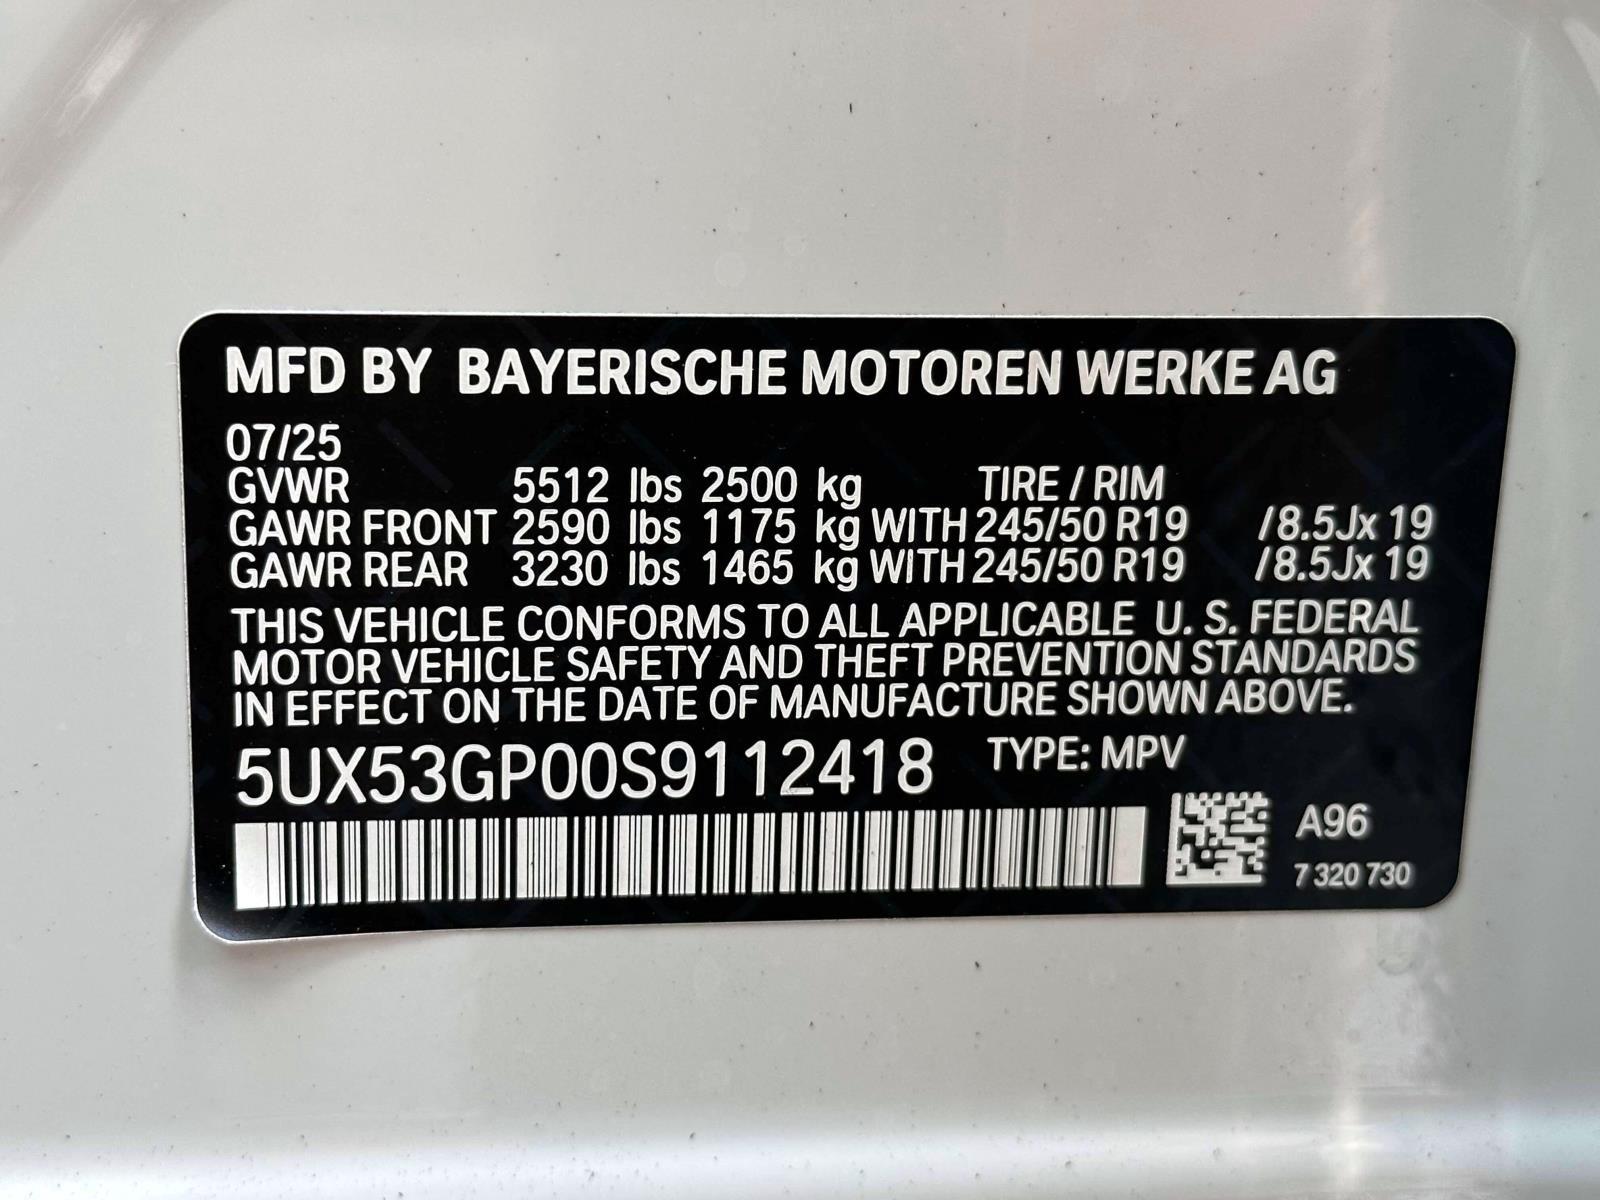 MFD BY BAYERISCHE MOTOREN WERKE AG
07/25
GVWR 5512 lbs 2500 kg TIRE / RIM
GAWR FRONT 2590 lbs 1175 kg WITH 245/50 R19 /8.5Jx 19
GAWR REAR 3230 lbs 1465 kg WITH 245/50 R19 /8.5Jx 19
THIS VEHICLE CONFORMS TO ALL APPLICABLE U. S. FEDERAL
MOTOR VEHICLE SAFETY AND THEFT PREVENTION STANDARDS
IN EFFECT ON THE DATE OF MANUFACTURE SHOWN ABOVE.
5UX53GP00S9112418 TYPE: MPV
A96
7 320 730